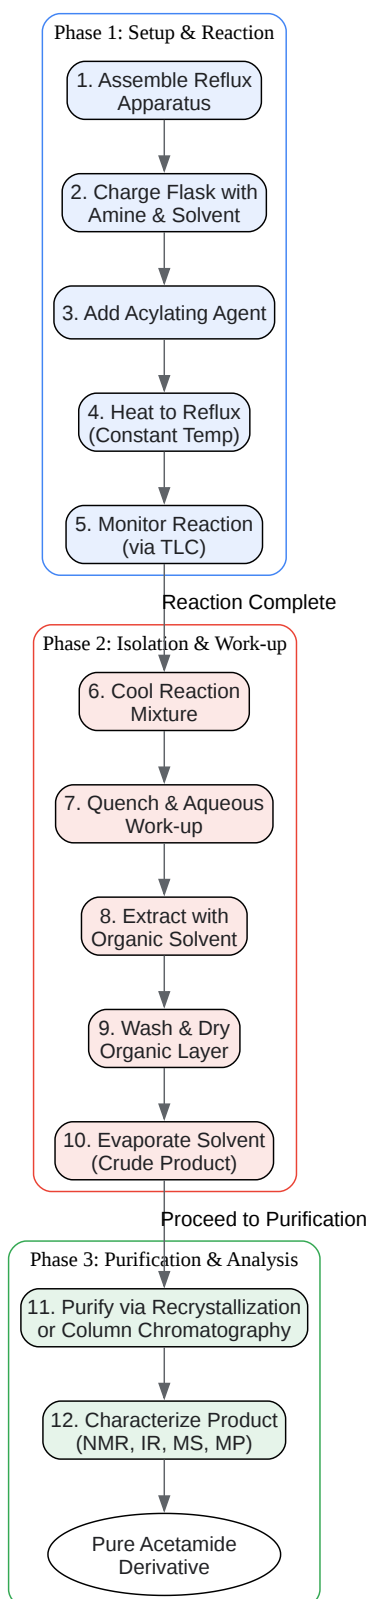 Phase 1: Setup & Reaction
1. Assemble Reflux
Apparatus
2. Charge Flask with
Amine & Solvent
3. Add Acylating Agent
4. Heat to Reflux
(Constant Temp)
5. Monitor Reaction
(via TLC)
Reaction Complete
Phase 2: Isolation & Work-up
6. Cool Reaction
Mixture
7. Quench & Aqueous
Work-up
8. Extract with
Organic Solvent
9. Wash & Dry
Organic Layer
10. Evaporate Solvent
(Crude Product)
Proceed to Purification
Phase 3: Purification & Analysis
11. Purify via Recrystallization
or Column Chromatography
12. Characterize Product
(NMR, IR, MS, MP)
Pure Acetamide
Derivative